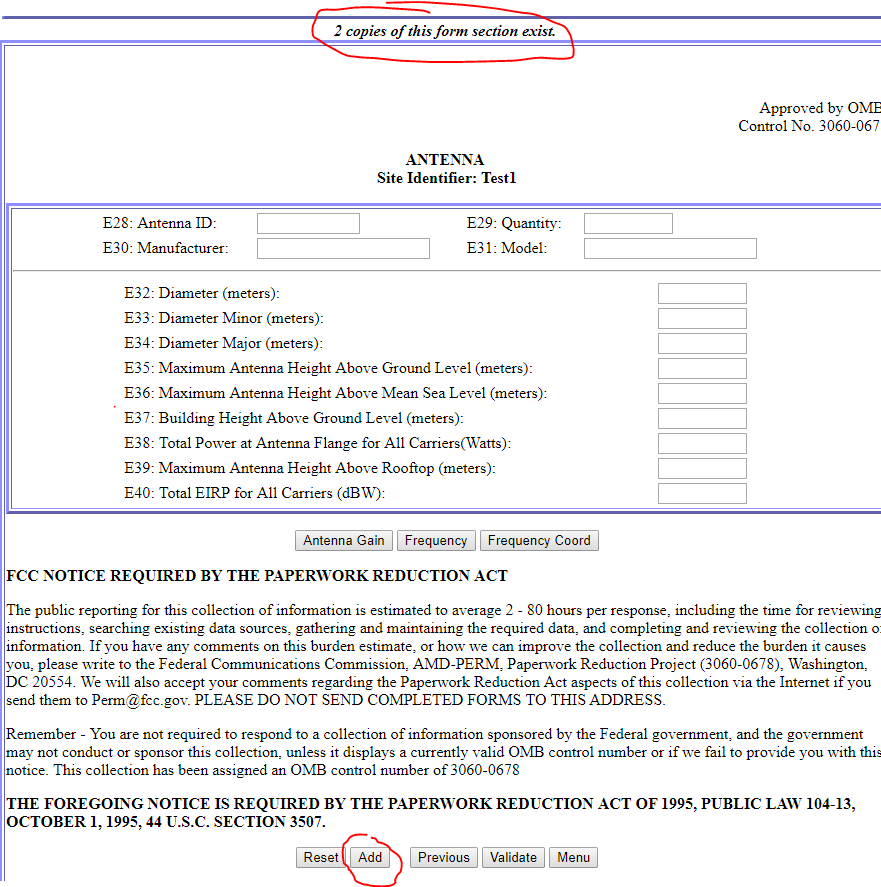 2 copies of this form section exist.
Approved by OMB
Control No. 3060-067
ANTENNA
Site Identifier: Test1
E28: Antenna ID: E29: Quantity:
E30: Manufacturer: E31: Model:
E32: Diameter (meters):
E33: Diameter Minor (meters):
E34: Diameter Major (meters):
E35: Maximum Antenna Height Above Ground Level (meters):
E36: Maximum Antenna Height Above Mean Sea Level (meters):
E37: Building Height Above Ground Level (meters):
E38: Total Power at Antenna Flange for All Carriers(Watts):
E39: Maximum Antenna Height Above Rooftop (meters):
E40: Total EIRP for All Carriers (dBW):
Antenna Gain Frequency Frequency Coord
FCC NOTICE REQUIRED BY THE PAPERWORK REDUCTION ACT
The public reporting for this collection of information is estimated to average 2 - 80 hours per response, including the time for reviewing
instructions, searching existing data sources, gathering and maintaining the required data, and completing and reviewing the collection o
information. If you have any comments on this burden estimate, or how we can improve the collection and reduce the burden it causes
you, please write to the Federal Communications Commission, AMD-PERM, Paperwork Reduction Project (3060-0678), Washington,
DC 20554. We will also accept your comments regarding the Paperwork Reduction Act aspects of this collection via the Internet if you
send them to Perm@fcc.gov. PLEASE DO NOT SEND COMPLETED FORMS TO THIS ADDRESS.
Remember - You are not required to respond to a collection of information sponsored by the Federal government, and the government
may not conduct or sponsor this collection, unless it displays a currently valid OMB control number or if we fail to provide you with this
notice. This collection has been assigned an OMB control number of 3060-0678
THE FOREGOING NOTICE IS REQUIRED BY THE PAPERWORK REDUCTION ACT OF 1995, PUBLIC LAW 104-13,
OCTOBER 1, 1995, 44 U.S.C. SECTION 3507.
Reset Add Previous Validate Menu